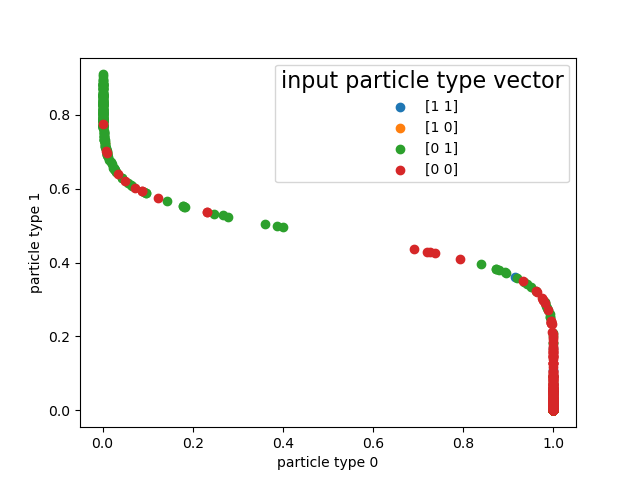 input particle type vector
[1 1]
[1 0]
[0 1]
[0 0]
particle type 1
0.8
0.6
0.4
0.2
0.0
0.0 0.2 0.4 0.6 0.8 1.0
particle type 0